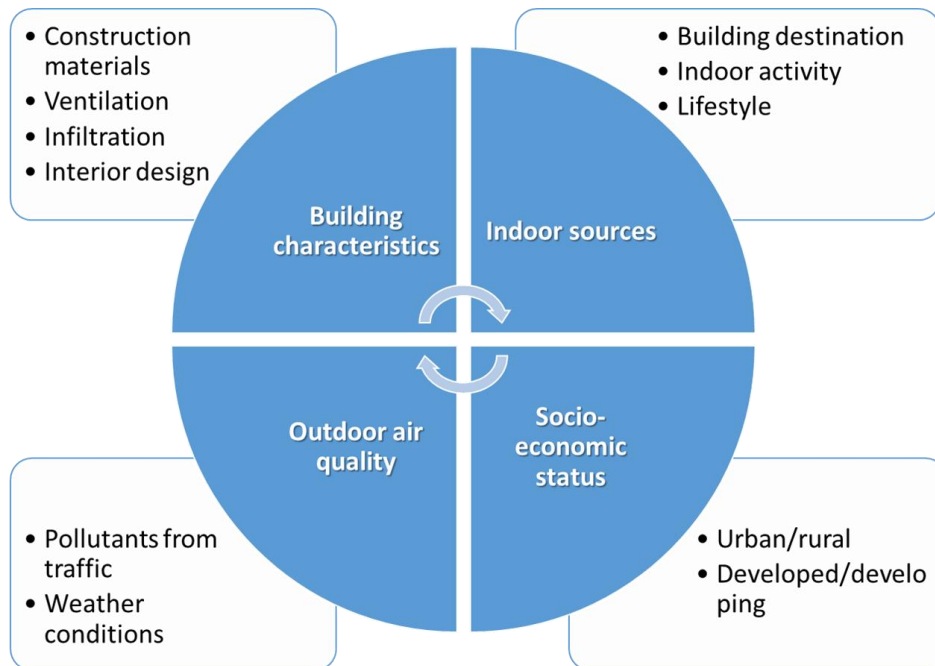 • Construction
materials
• Ventilation
• Infiltration
• Interior design
• Building destination
• Indoor activity
• Lifestyle
Building
characteristics
Indoor sources
Outdoor air
quality
Socio-
economic
status
• Pollutants from
traffic
• Weather
conditions
• Urban/rural
• Developed/develo
ping